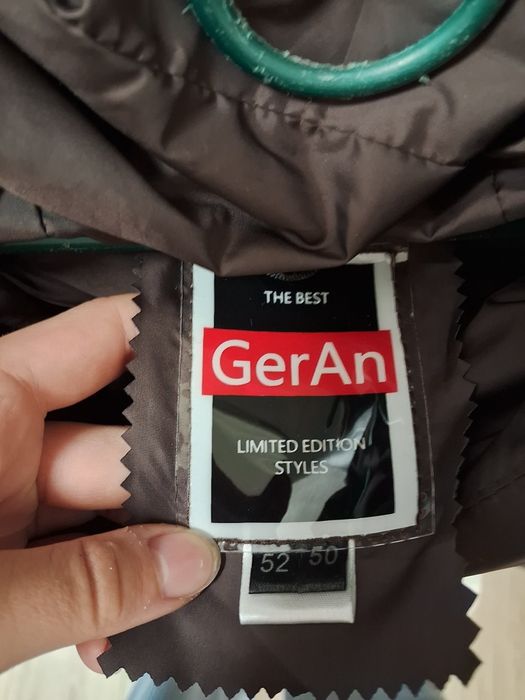 THE BEST
GerAn
LIMITED EDITION
STYLES
52 50